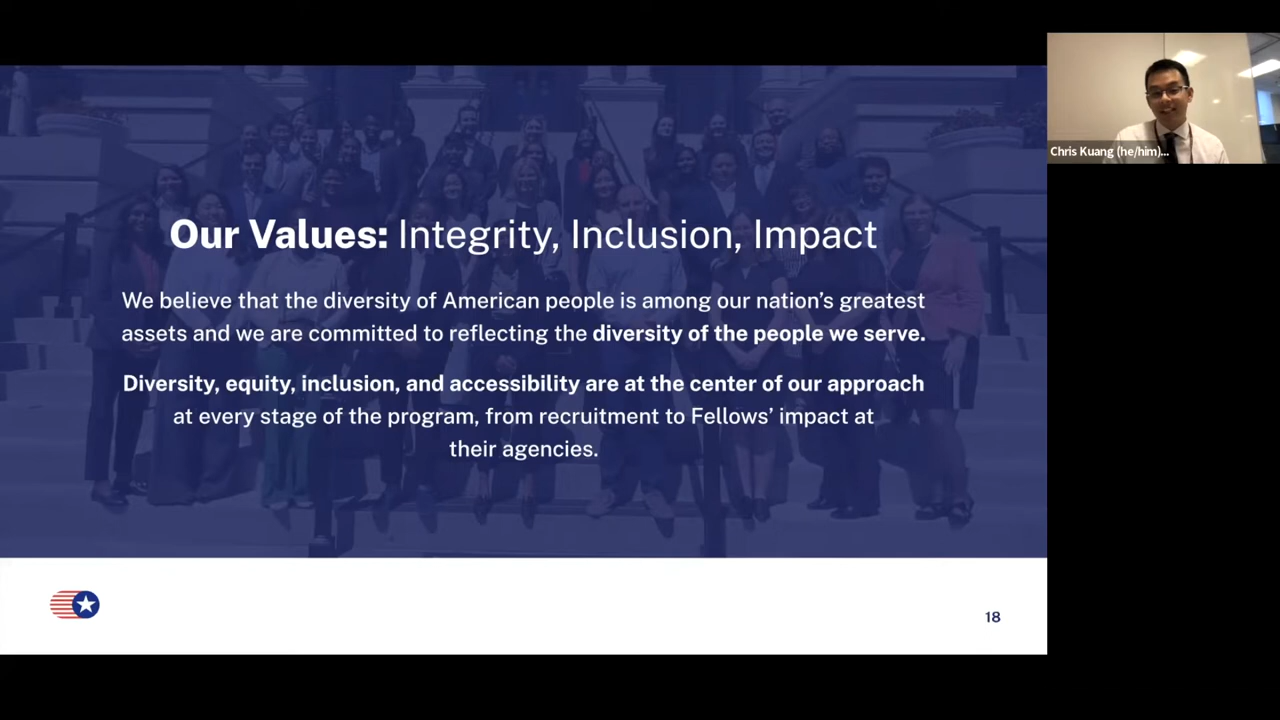 Our Values: Integrity, Inclusion, Impact
We believe that the diversity of American people is among our nation’s greatest
assets and we are committed to reflecting the diversity of the people we serve.
Diversity, equity, inclusion, and accessibility are at the center of our approach
at every stage of the program, from recruitment to Fellows’ impact at
their agencies.
18
Chris Kuang (he/him)...